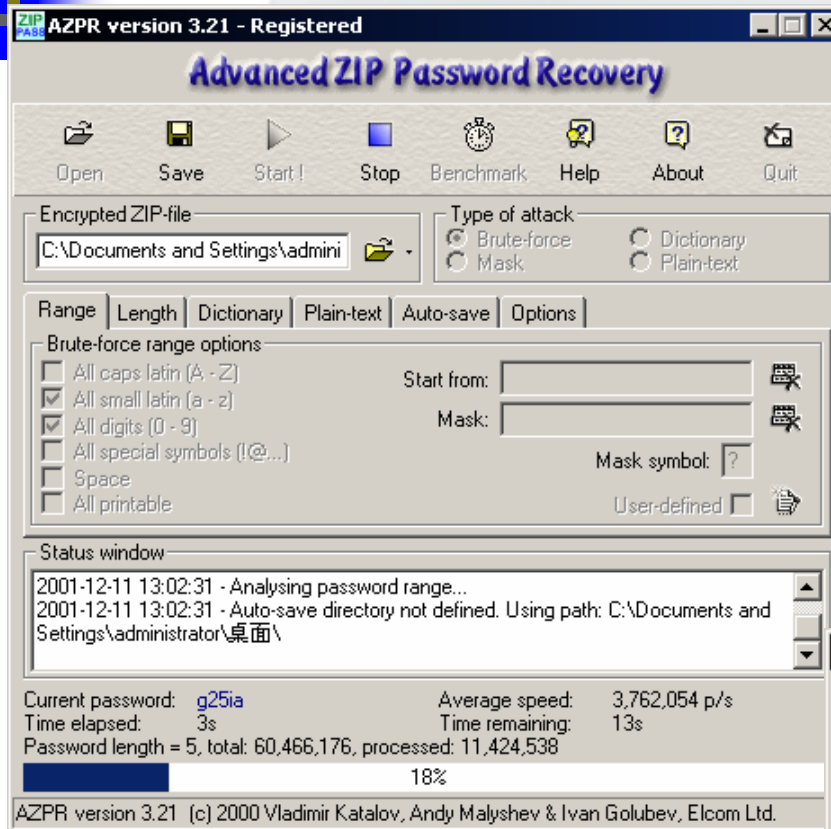 ZIP PASS AZPR version 3.21 - Registered
Advanced ZIP Password Recovery
Open Save Start ! Stop Benchmark Help About Quit
Encrypted ZIP-file
C:\Documents and Settings\admini
Type of attack
Brute-force Dictionary
Mask Plain-text
Range Length Dictionary Plain-text Auto-save Options
Brute-force range options
All caps latin (A - Z)
All small latin (a - z)
All digits (0 - 9)
All special symbols (!@...)
Space
All printable
Start from:
Mask:
Mask symbol: ?
User-defined
Status window
2001-12-11 13:02:31 - Analysing password range...
2001-12-11 13:02:31 - Auto-save directory not defined. Using path: C:\Documents and
Settings\administrator\桌面\
Current password: g25ia Average speed: 3,762,054 p/s
Time elapsed: 3s Time remaining: 13s
Password length = 5, total: 60,466,176, processed: 11,424,538
18%
AZPR version 3.21 (c) 2000 Vladimir Katalov, Andy Malyshev & Ivan Golubev, Elcom Ltd.